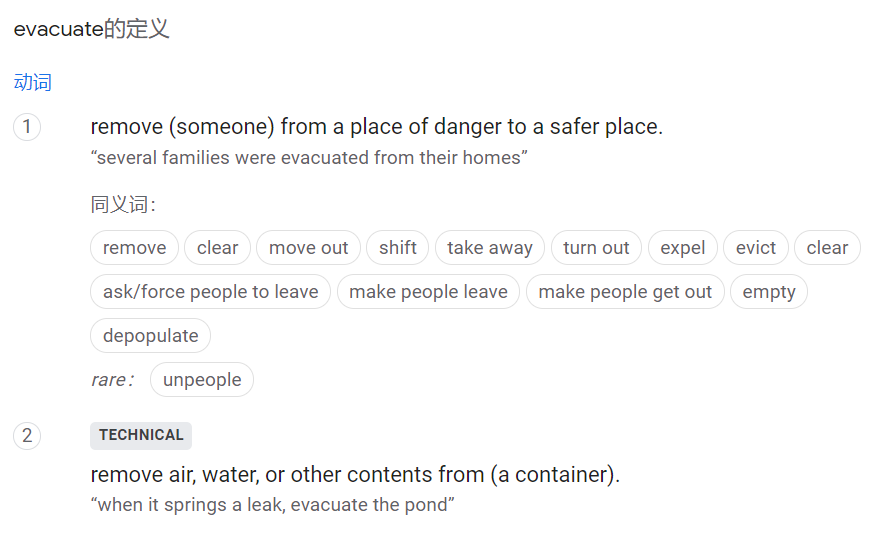 evacuate的定义
动词
1 remove (someone) from a place of danger to a safer place.
“several families were evacuated from their homes”
同义词：
remove clear move out shift take away turn out expel evict clear
ask/force people to leave make people leave make people get out empty
depopulate
rare： unpeople
2 TECHNICAL
remove air, water, or other contents from (a container).
“when it springs a leak, evacuate the pond”